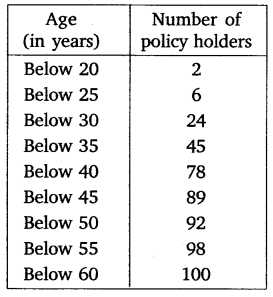 Age Number of
(in years) policy holders
Below 20 2
Below 25 6
Below 30 24
Below 35 45
Below 40 78
Below 45 89
Below 50 92
Below 55 98
Below 60 100